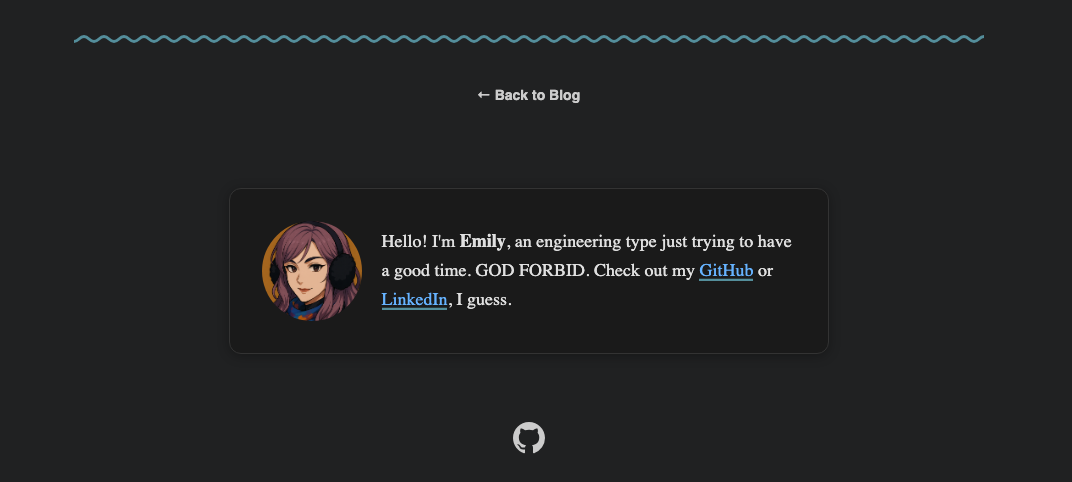 ← Back to Blog
Hello! I'm Emily, an engineering type just trying to have
a good time. GOD FORBID. Check out my GitHub or
LinkedIn, I guess.